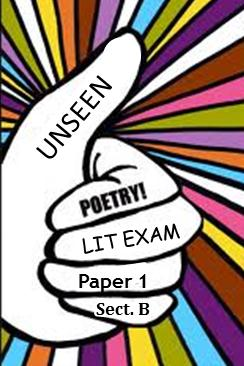 UNSEEN
POETRY!
LIT EXAM
Paper 1
Sect. B